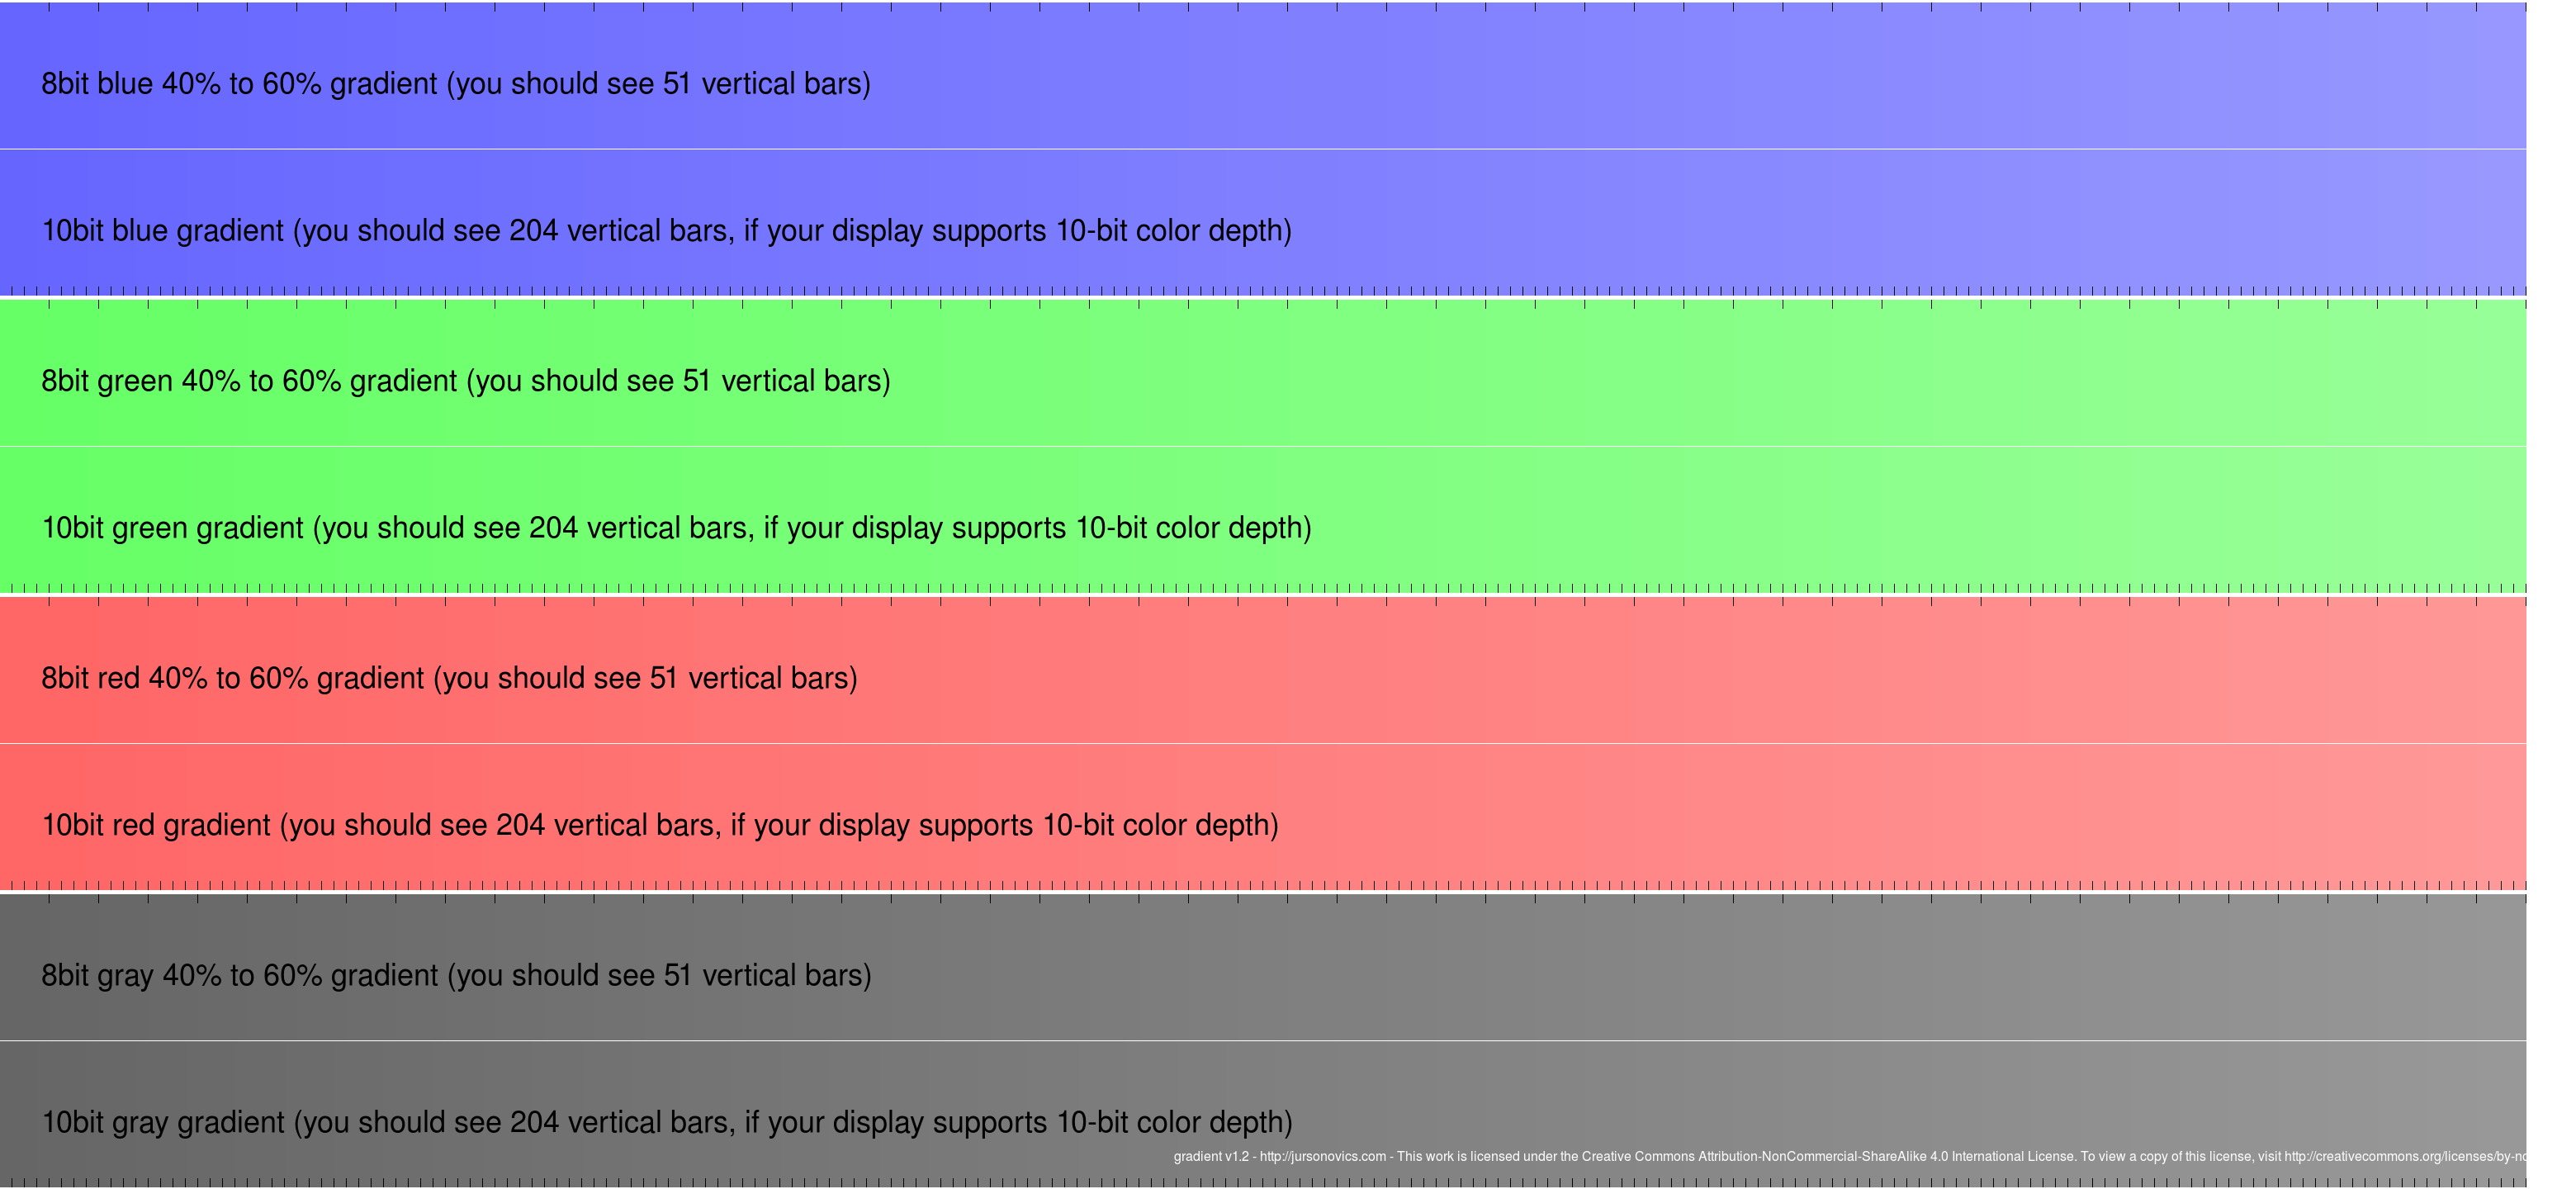 8bit blue 40% to 60% gradient (you should see 51 vertical bars)
10bit blue gradient (you should see 204 vertical bars, if your display supports 10-bit color depth)
8bit green 40% to 60% gradient (you should see 51 vertical bars)
10bit green gradient (you should see 204 vertical bars, if your display supports 10-bit color depth)
8bit red 40% to 60% gradient (you should see 51 vertical bars)
10bit red gradient (you should see 204 vertical bars, if your display supports 10-bit color depth)
8bit gray 40% to 60% gradient (you should see 51 vertical bars)
10bit gray gradient (you should see 204 vertical bars, if your display supports 10-bit color depth)
gradient v1.2 - http://jursonovics.com - This work is licensed under the Creative Commons Attribution-NonCommercial-ShareAlike 4.0 International License. To view a copy of this license, visit http://creativecommons.org/licenses/by-nc